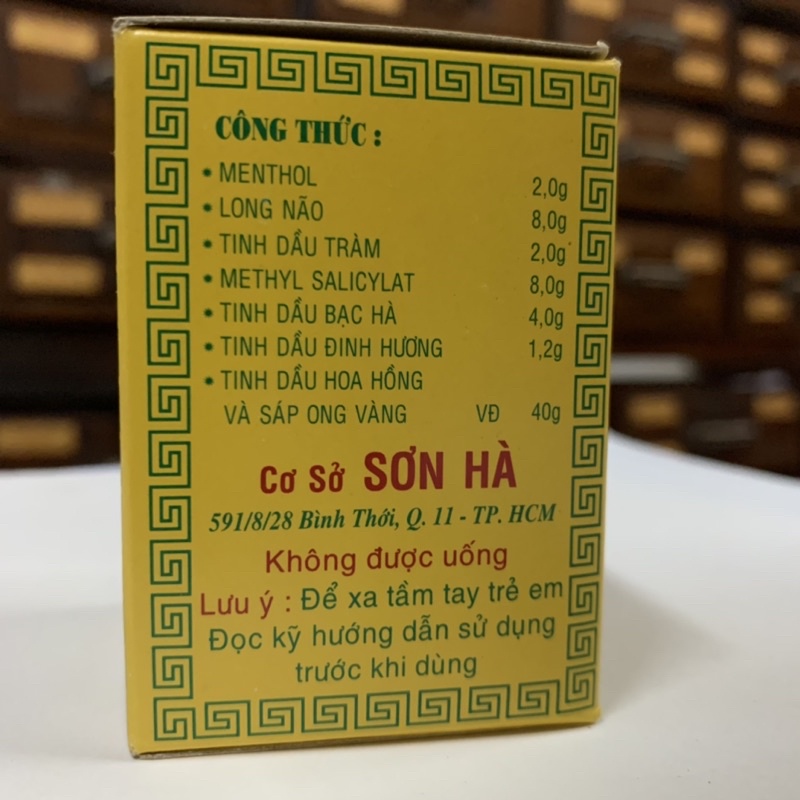 CÔNG THỨC :
• MENTHOL 2,0g
• LONG NÃO 8,0g
• TINH DẦU TRÀM 2,0g
• METHYL SALICYLAT 8,0g
• TINH DẦU BẠC HÀ 4,0g
• TINH DẦU ĐINH HƯƠNG 1,2g
• TINH DẦU HOA HỒNG
VÀ SÁP ONG VÀNG VĐ 40g
Cơ Sở SƠN HÀ
591/8/28 Bình Thới, Q. 11 - TP. HCM
Không được uống
Lưu ý : Để xa tầm tay trẻ em
Đọc kỹ hướng dẫn sử dụng
trước khi dùng